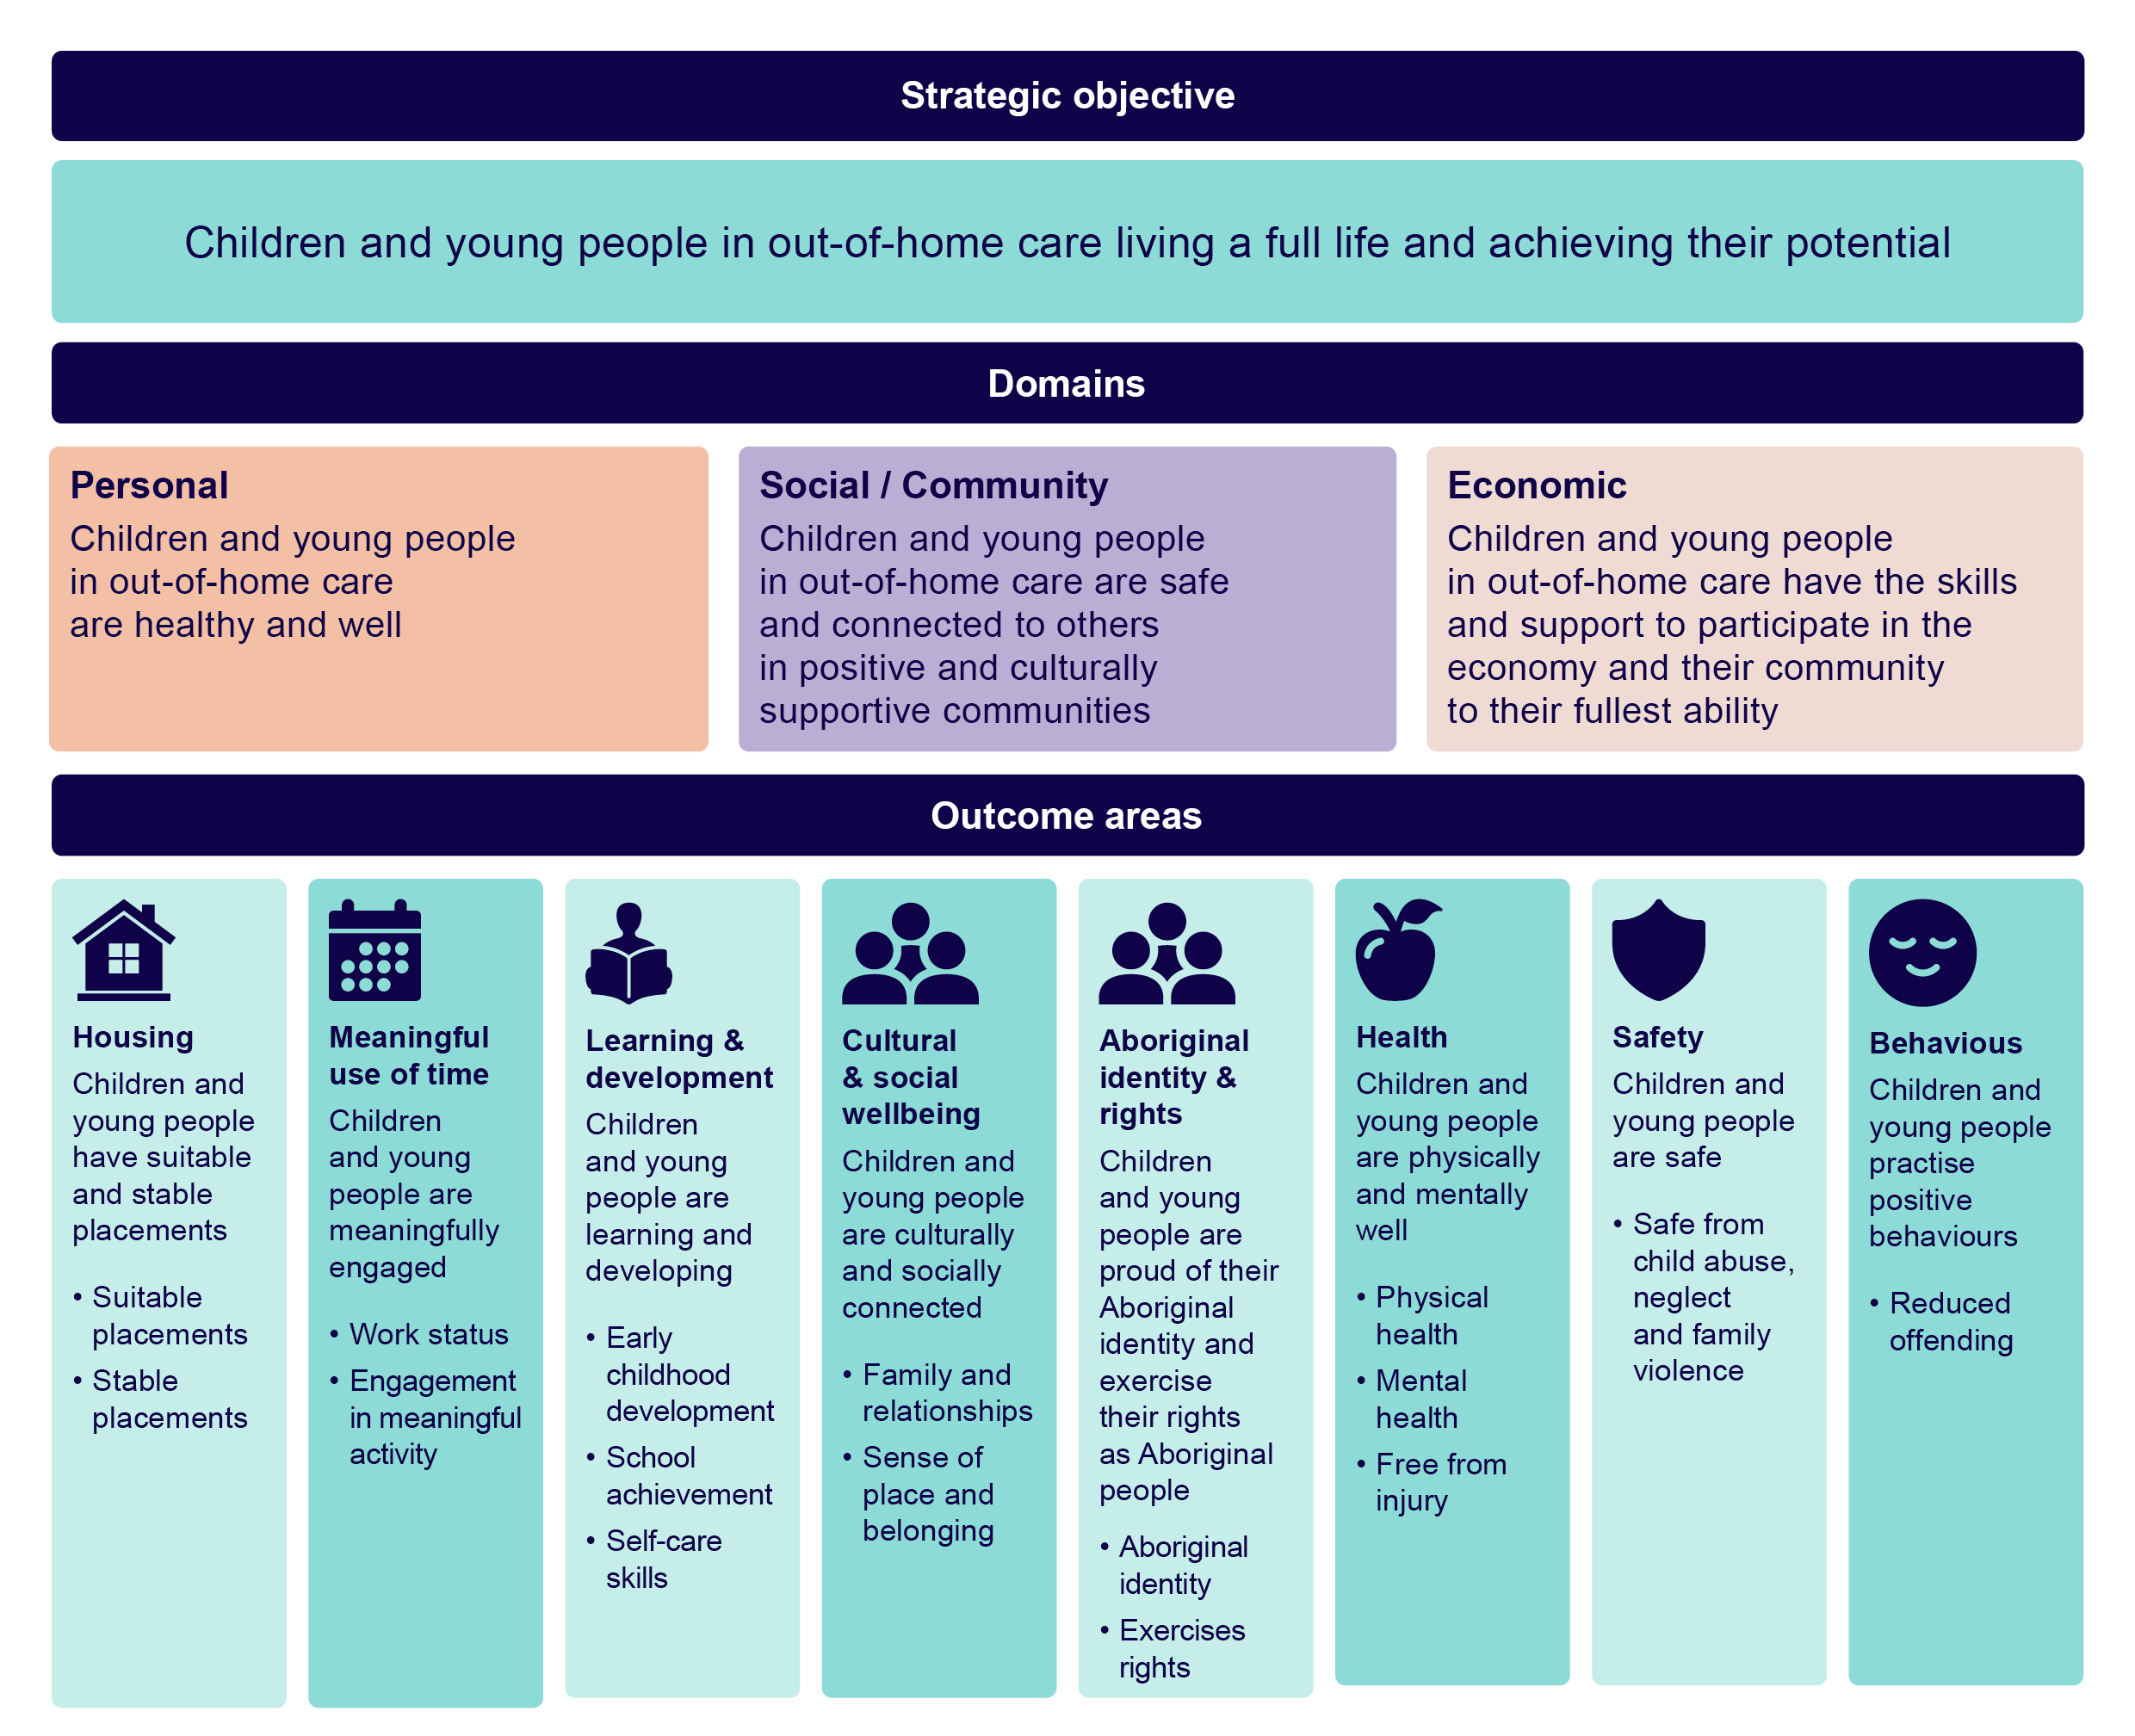 Strategic objective
Children and young people in out-of-home care living a full life and achieving their potential
Domains
Personal
Children and young people
in out-of-home care
are healthy and well
Social / Community
Children and young people
in out-of-home care are safe
and connected to others
in positive and culturally
supportive communities
Economic
Children and young people
in out-of-home care have the skills
and support to participate in the
economy and their community
to their fullest ability
Outcome areas
Housing
Children and
young people
have suitable
and stable
placements
• Suitable
placements
• Stable
placements
Meaningful
use of time
Children
and young
people are
meaningfully
engaged
• Work status
• Engagement
in meaningful
activity
Learning &
development
Children
and young
people are
learning and
developing
• Early
childhood
development
• School
achievement
• Self-care
skills
Cultural
& social
wellbeing
Children and
young people
are culturally
and socially
connected
• Family and
relationships
• Sense of
place and
belonging
Aboriginal
identity &
rights
Children
and young
people are
proud of their
Aboriginal
identity and
exercise
their rights
as Aboriginal
people
• Aboriginal
identity
• Exercises
rights
Health
Children and
young people
are physically
and mentally
well
• Physical
health
• Mental
health
• Free from
injury
Safety
Children and
young people
are safe
• Safe from
child abuse,
neglect
and family
violence
Behavious
Children and
young people
practise
positive
behaviours
• Reduced
offending